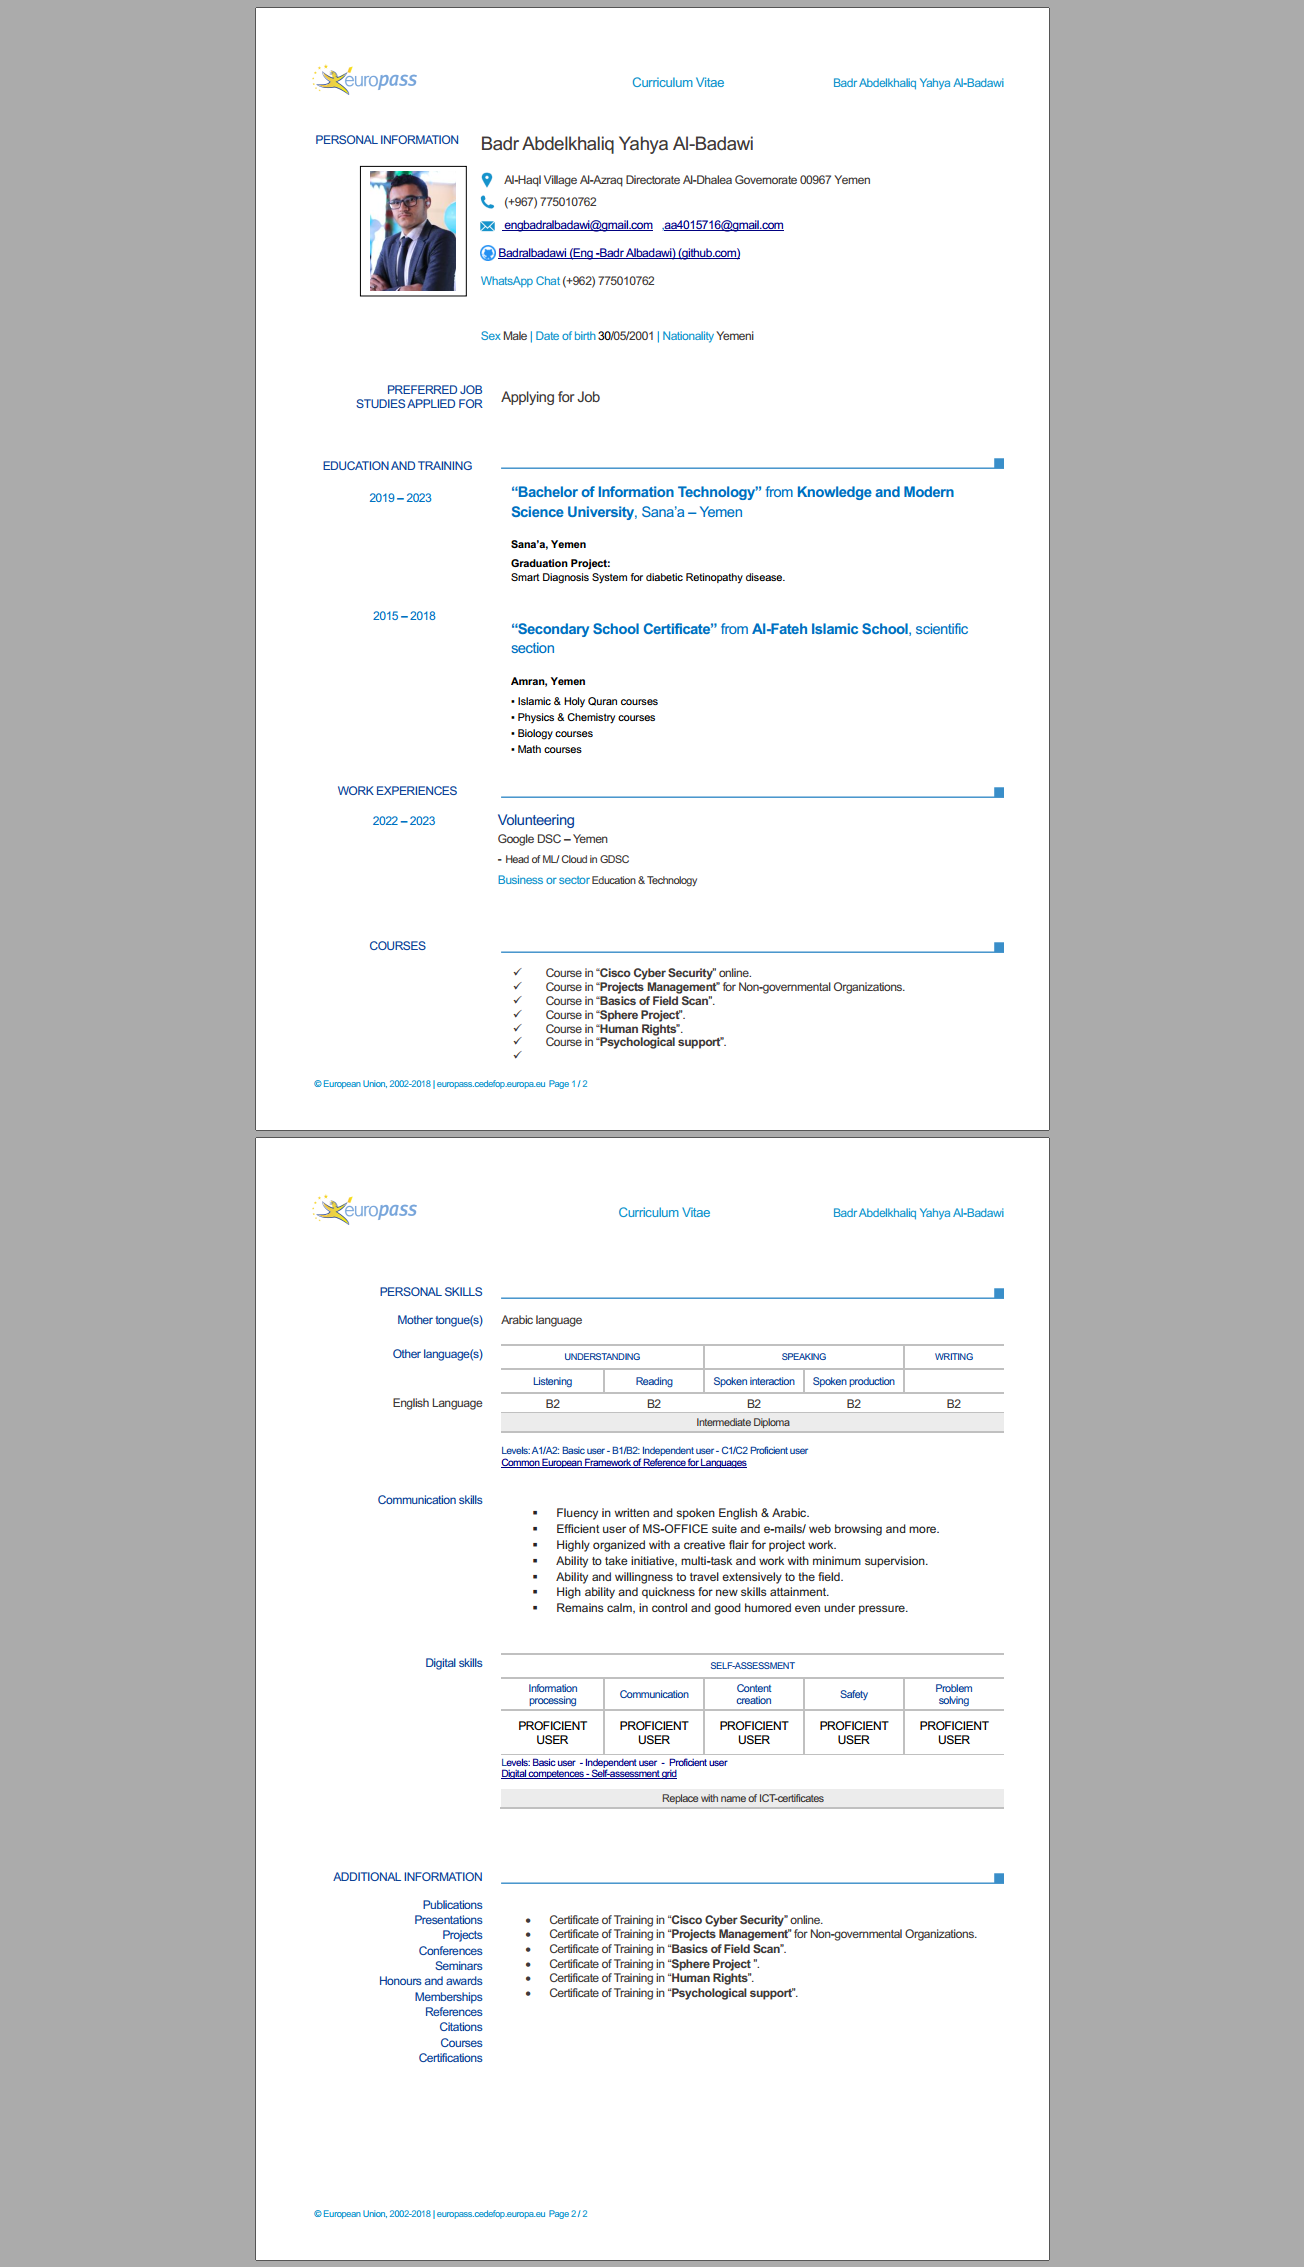 europass
Curriculum Vitae
Badr Abdelkhaliq Yahya Al-Badawi
PERSONAL INFORMATION
Badr Abdelkhaliq Yahya Al-Badawi
Al-Haql Village Al-Azraq Directorate Al-Dhalea Governorate 00967 Yemen
(+967) 775010762
engbadralbadawi@gmail.com .aa4015716@gmail.com
Badralbadawi (Eng -Badr Albadawi) (github.com)
WhatsApp Chat (+962) 775010762
Sex Male | Date of birth 30/05/2001 | Nationality Yemeni
PREFERRED JOB
STUDIES APPLIED FOR
Applying for Job
EDUCATION AND TRAINING
2019 – 2023
“Bachelor of Information Technology” from Knowledge and Modern
Science University, Sana’a – Yemen
Sana’a, Yemen
Graduation Project:
Smart Diagnosis System for diabetic Retinopathy disease.
2015 – 2018
“Secondary School Certificate” from Al-Fateh Islamic School, scientific
section
Amran, Yemen
▪ Islamic & Holy Quran courses
▪ Physics & Chemistry courses
▪ Biology courses
▪ Math courses
WORK EXPERIENCES
2022 – 2023
Volunteering
Google DSC – Yemen
- Head of ML/ Cloud in GDSC
Business or sector Education & Technology
COURSES
✓ Course in “Cisco Cyber Security” online.
✓ Course in “Projects Management” for Non-governmental Organizations.
✓ Course in “Basics of Field Scan”.
✓ Course in “Sphere Project”.
✓ Course in “Human Rights”.
✓ Course in “Psychological support”.
✓
© European Union, 2002-2018 | europass.cedefop.europa.eu Page 1 / 2
europass
Curriculum Vitae
Badr Abdelkhaliq Yahya Al-Badawi
PERSONAL SKILLS
Mother tongue(s) Arabic language
Other language(s)
UNDERSTANDING SPEAKING WRITING
Listening Reading Spoken interaction Spoken production
English Language B2 B2 B2 B2 B2
Intermediate Diploma
Levels: A1/A2: Basic user - B1/B2: Independent user - C1/C2 Proficient user
Common European Framework of Reference for Languages
Communication skills
▪ Fluency in written and spoken English & Arabic.
▪ Efficient user of MS-OFFICE suite and e-mails/ web browsing and more.
▪ Highly organized with a creative flair for project work.
▪ Ability to take initiative, multi-task and work with minimum supervision.
▪ Ability and willingness to travel extensively to the field.
▪ High ability and quickness for new skills attainment.
▪ Remains calm, in control and good humored even under pressure.
Digital skills
SELF-ASSESSMENT
Information processing
Communication
Content creation
Safety
Problem solving
PROFICIENT USER
PROFICIENT USER
PROFICIENT USER
PROFICIENT USER
PROFICIENT USER
Levels: Basic user - Independent user - Proficient user
Digital competences - Self-assessment grid
Replace with name of ICT-certificates
ADDITIONAL INFORMATION
Publications
Presentations
Projects
Conferences
Seminars
Honours and awards
Memberships
References
Citations
Courses
Certifications
• Certificate of Training in “Cisco Cyber Security” online.
• Certificate of Training in “Projects Management” for Non-governmental Organizations.
• Certificate of Training in “Basics of Field Scan”.
• Certificate of Training in “Sphere Project ”.
• Certificate of Training in “Human Rights”.
• Certificate of Training in “Psychological support”.
© European Union, 2002-2018 | europass.cedefop.europa.eu Page 2 / 2